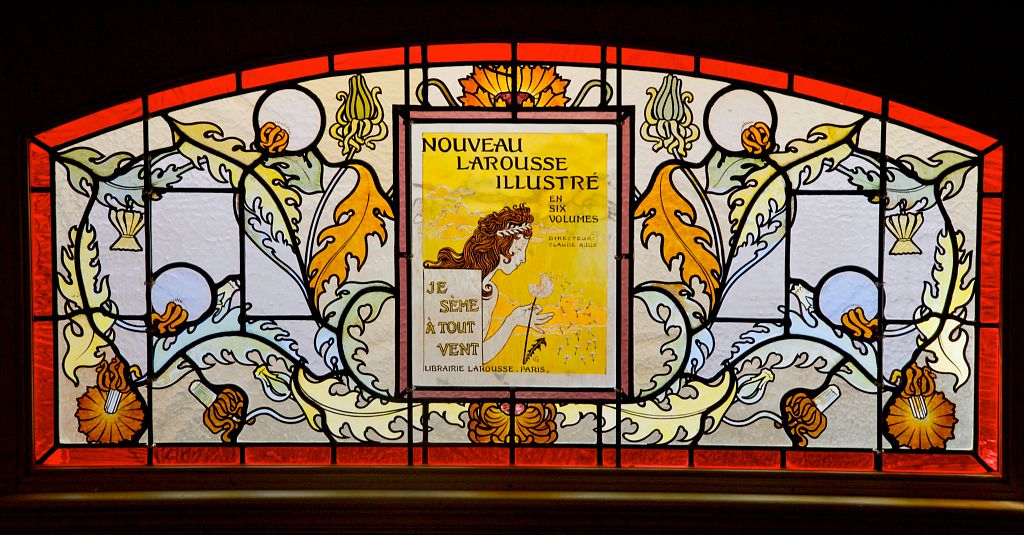 NOUVEAU
LAROUSSE
ILLUSTRÉ
EN
SIX
VOLUMES
DIRECTEUR:
CLAUDE AUGÉ
JE
SÈME
À TOUT
VENT
LIBRAIRIE LAROUSSE, PARIS.